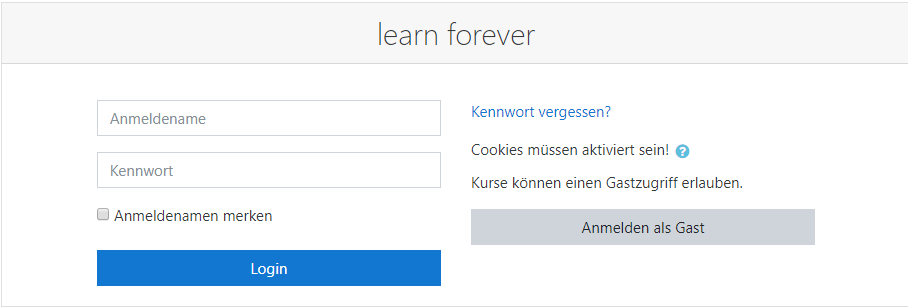 learn forever
Anmeldename
Kennwort
Anmeldenamen merken
Login
Kennwort vergessen?
Cookies müssen aktiviert sein! ?
Kurse können einen Gastzugriff erlauben.
Anmelden als Gast